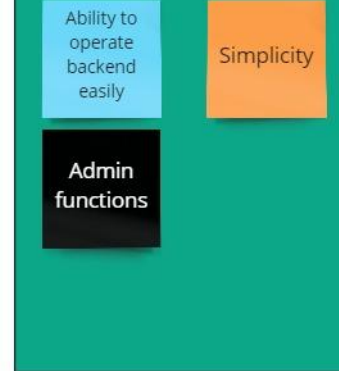 Ability to
operate
backend
easily
Simplicity
Admin
functions